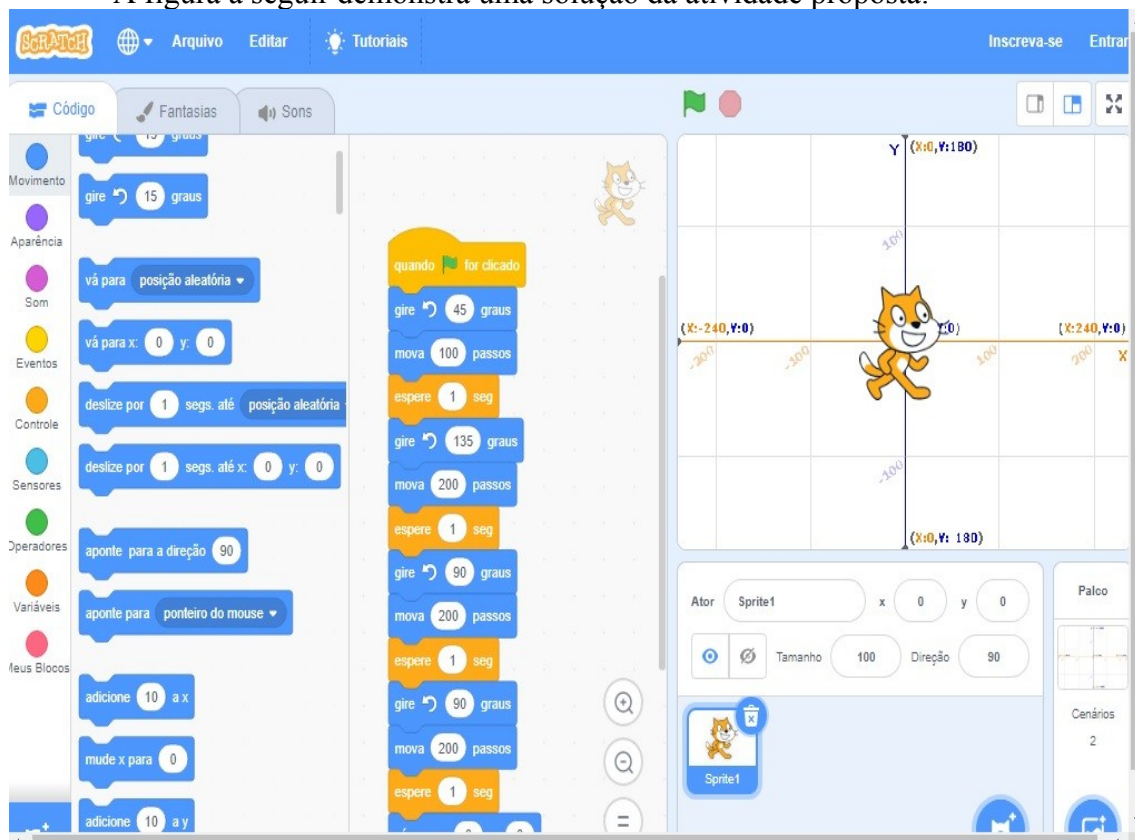 A figura a seguir demonstra uma solução da atividade proposta.
SCRATCH Arquivo Editar Tutoriais Inscreva-se Entrar
Código Fantasias Sons
Movimento
Aparência
Som
Eventos
Controle
Sensores
Operadores
Variáveis
Meus Blocos
gire 15 graus
gire 15 graus
vá para posição aleatória
vá para x: 0 y: 0
deslize por 1 segs. até posição aleatória
deslize por 1 segs. até x: 0 y: 0
aponte para a direção 90
aponte para ponteiro do mouse
adicione 10 a x
mude x para 0
adicione 10 a y
quando for clicado
gire 45 graus
mova 100 passos
espere 1 seg
gire 135 graus
mova 200 passos
espere 1 seg
gire 90 graus
mova 200 passos
espere 1 seg
gire 90 graus
mova 200 passos
espere 1 seg
Y (X:0,Y:180)
100
(X:-240,Y:0) (X:240,Y:0)
-200 -100 100 200 X
-100
(X:0,Y: 180)
Ator Sprite1 x 0 y 0
Tamanho 100 Direção 90
Sprite1
Palco
Cenários
2